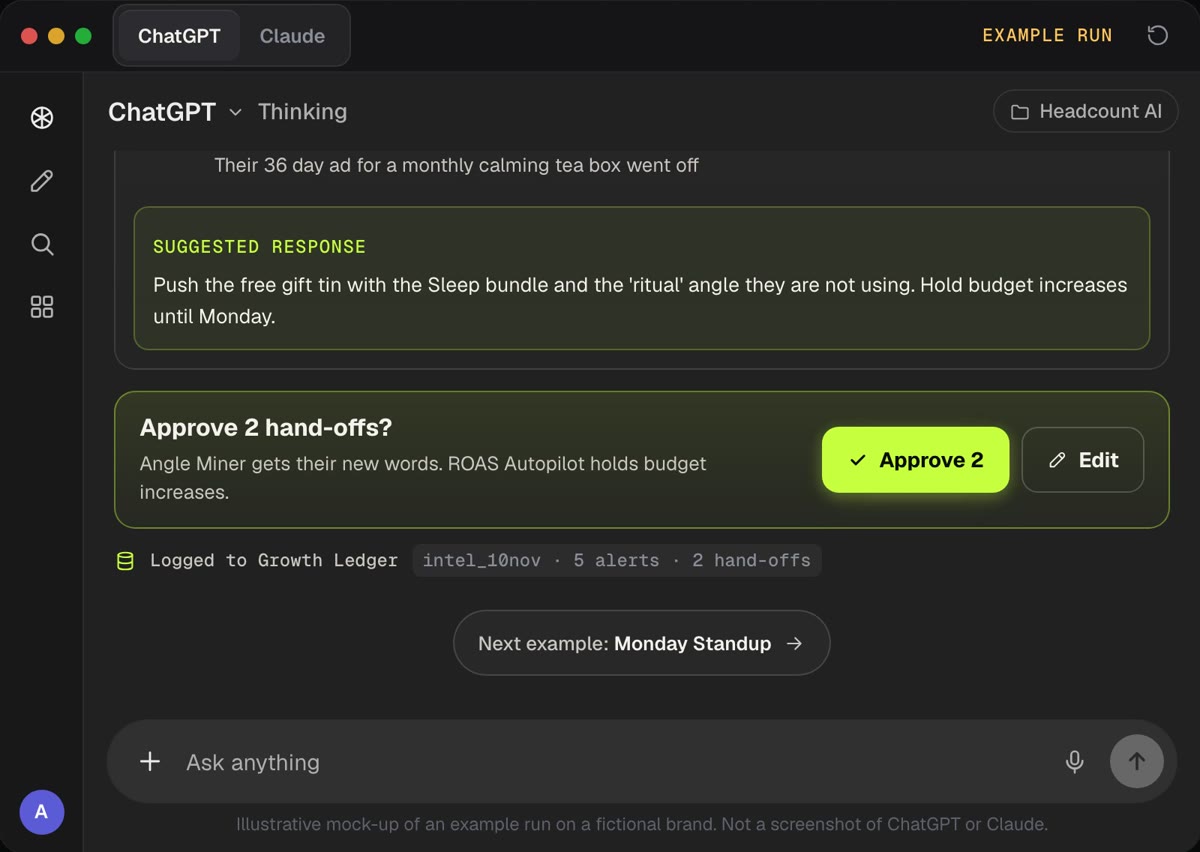 ChatGPT Claude EXAMPLE RUN
ChatGPT Thinking Headcount AI
Their 36 day ad for a monthly calming tea box went off
SUGGESTED RESPONSE
Push the free gift tin with the Sleep bundle and the 'ritual' angle they are not using. Hold budget increases
until Monday.
Approve 2 hand-offs?
Angle Miner gets their new words. ROAS Autopilot holds budget
increases.
Approve 2 Edit
Logged to Growth Ledger intel_10nov · 5 alerts · 2 hand-offs
Next example: Monday Standup →
Ask anything
A
Illustrative mock-up of an example run on a fictional brand. Not a screenshot of ChatGPT or Claude.